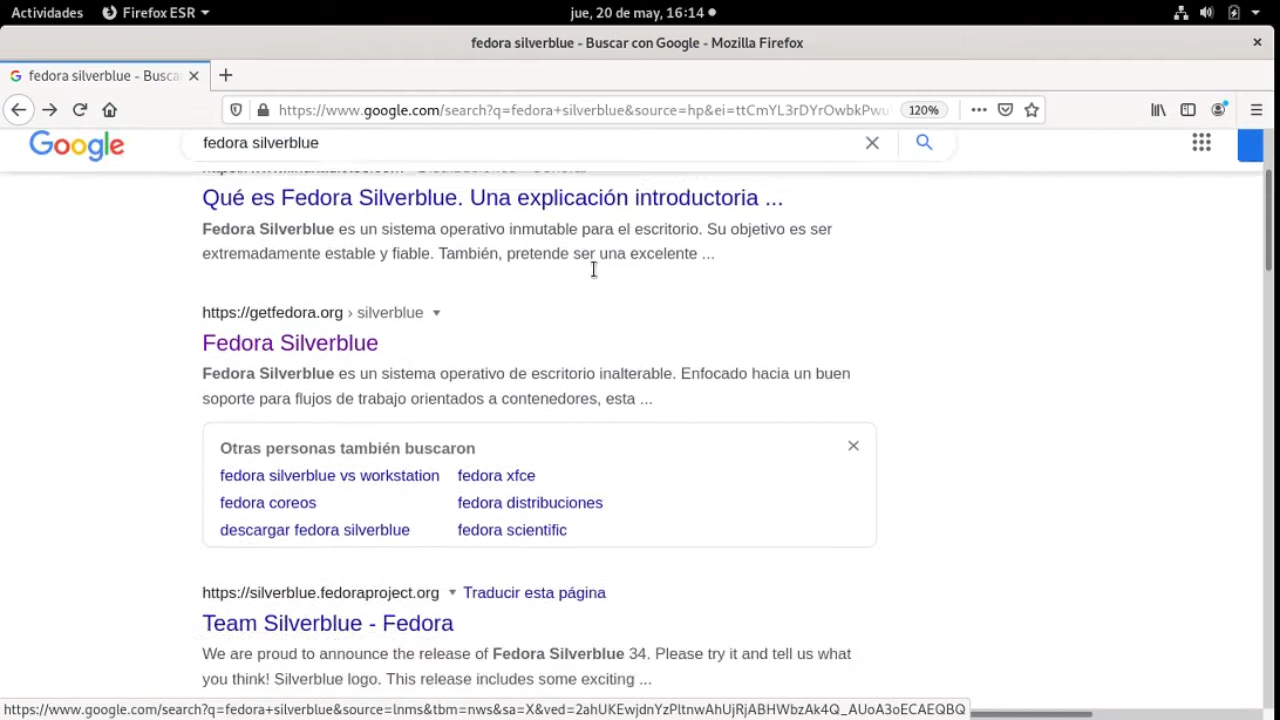 Actividades Firefox ESR jue, 20 de may, 16:14
fedora silverblue - Buscar con Google - Mozilla Firefox
fedora silverblue - Busca
https://www.google.com/search?q=fedora+silverblue&source=hp&ei=ttCmYL3rDYrOwbkPwu 120%
Google fedora silverblue
Qué es Fedora Silverblue. Una explicación introductoria ...
Fedora Silverblue es un sistema operativo inmutable para el escritorio. Su objetivo es ser
extremadamente estable y fiable. También, pretende ser una excelente ...
https://getfedora.org › silverblue
Fedora Silverblue
Fedora Silverblue es un sistema operativo de escritorio inalterable. Enfocado hacia un buen
soporte para flujos de trabajo orientados a contenedores, esta ...
Otras personas también buscaron
fedora silverblue vs workstation fedora xfce
fedora coreos fedora distribuciones
descargar fedora silverblue fedora scientific
https://silverblue.fedoraproject.org Traducir esta página
Team Silverblue - Fedora
We are proud to announce the release of Fedora Silverblue 34. Please try it and tell us what
you think! Silverblue logo. This release includes some exciting ...
https://www.google.com/search?q=fedora+silverblue&source=lnms&tbm=nws&sa=X&ved=2ahUKEwjdnYzPltnwAhUjRjABHWbzAk4Q_AUoA3oECAEQBQ